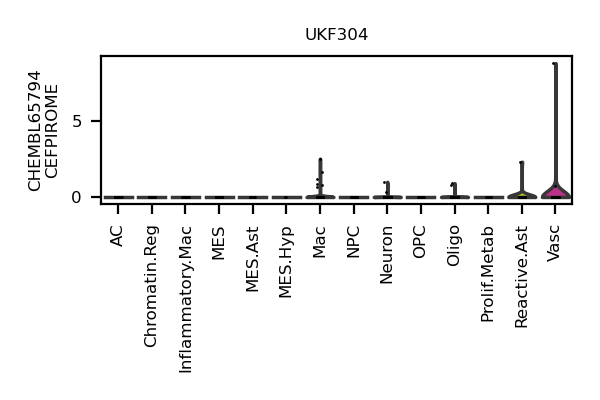 UKF304
CHEMBL65794
CEFPIROME
5
0
AC
Chromatin.Reg
Inflammatory.Mac
MES
MES.Ast
MES.Hyp
Mac
NPC
Neuron
OPC
Oligo
Prolif.Metab
Reactive.Ast
Vasc